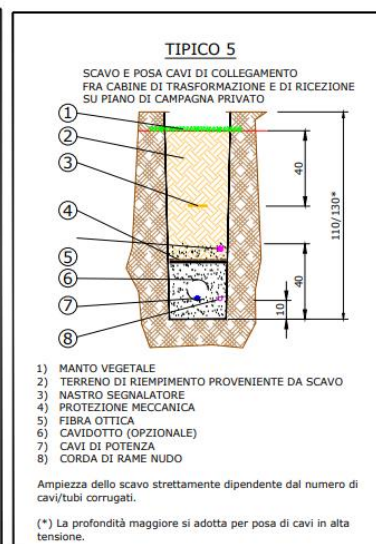 TIPICO 5
SCAVO E POSA CAVI DI COLLEGAMENTO
FRA CABINE DI TRASFORMAZIONE E DI RICEZIONE
SU PIANO DI CAMPAGNA PRIVATO
1
2
3
4
5
6
7
8
40
110/130*
40
10
1) MANTO VEGETALE
2) TERRENO DI RIEMPIMENTO PROVENIENTE DA SCAVO
3) NASTRO SEGNALATORE
4) PROTEZIONE MECCANICA
5) FIBRA OTTICA
6) CAVIDOTTO (OPZIONALE)
7) CAVI DI POTENZA
8) CORDA DI RAME NUDO
Ampiezza dello scavo strettamente dipendente dal numero di
cavi/tubi corrugati.
(*) La profondità maggiore si adotta per posa di cavi in alta
tensione.